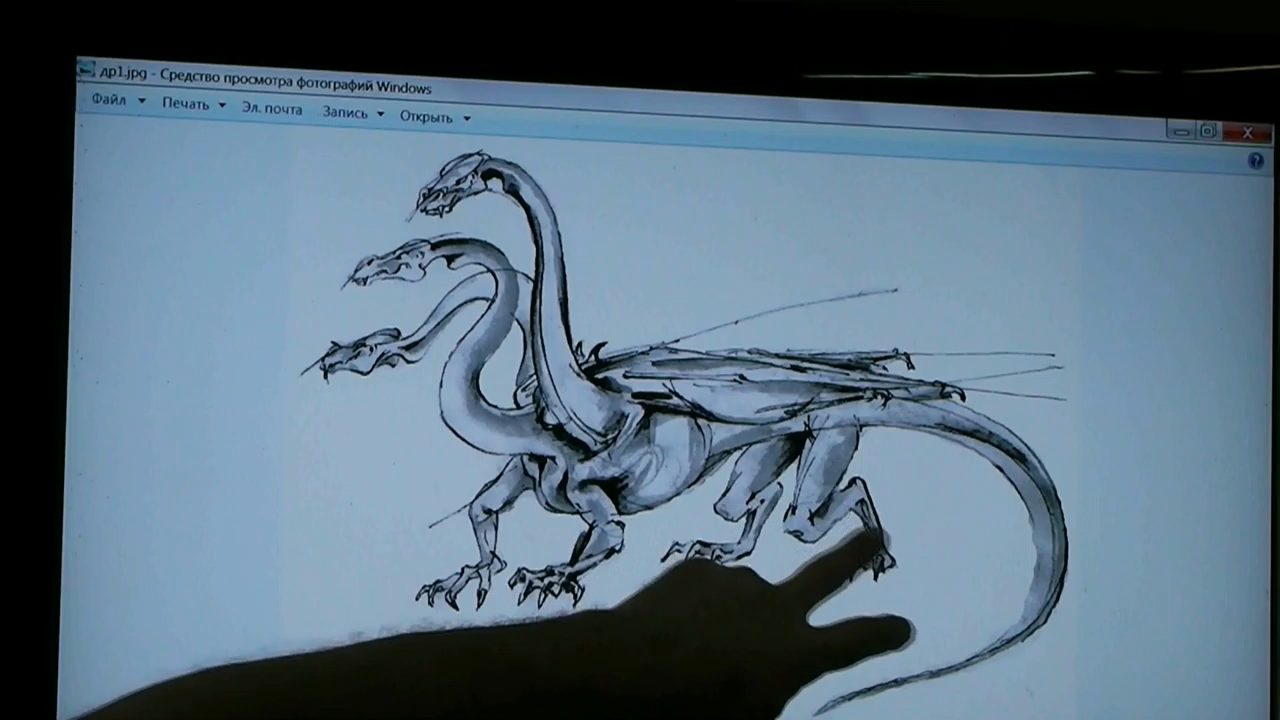 др1.jpg - Средство просмотра фотографий Windows
Файл Печать Эл. почта Запись Открыть